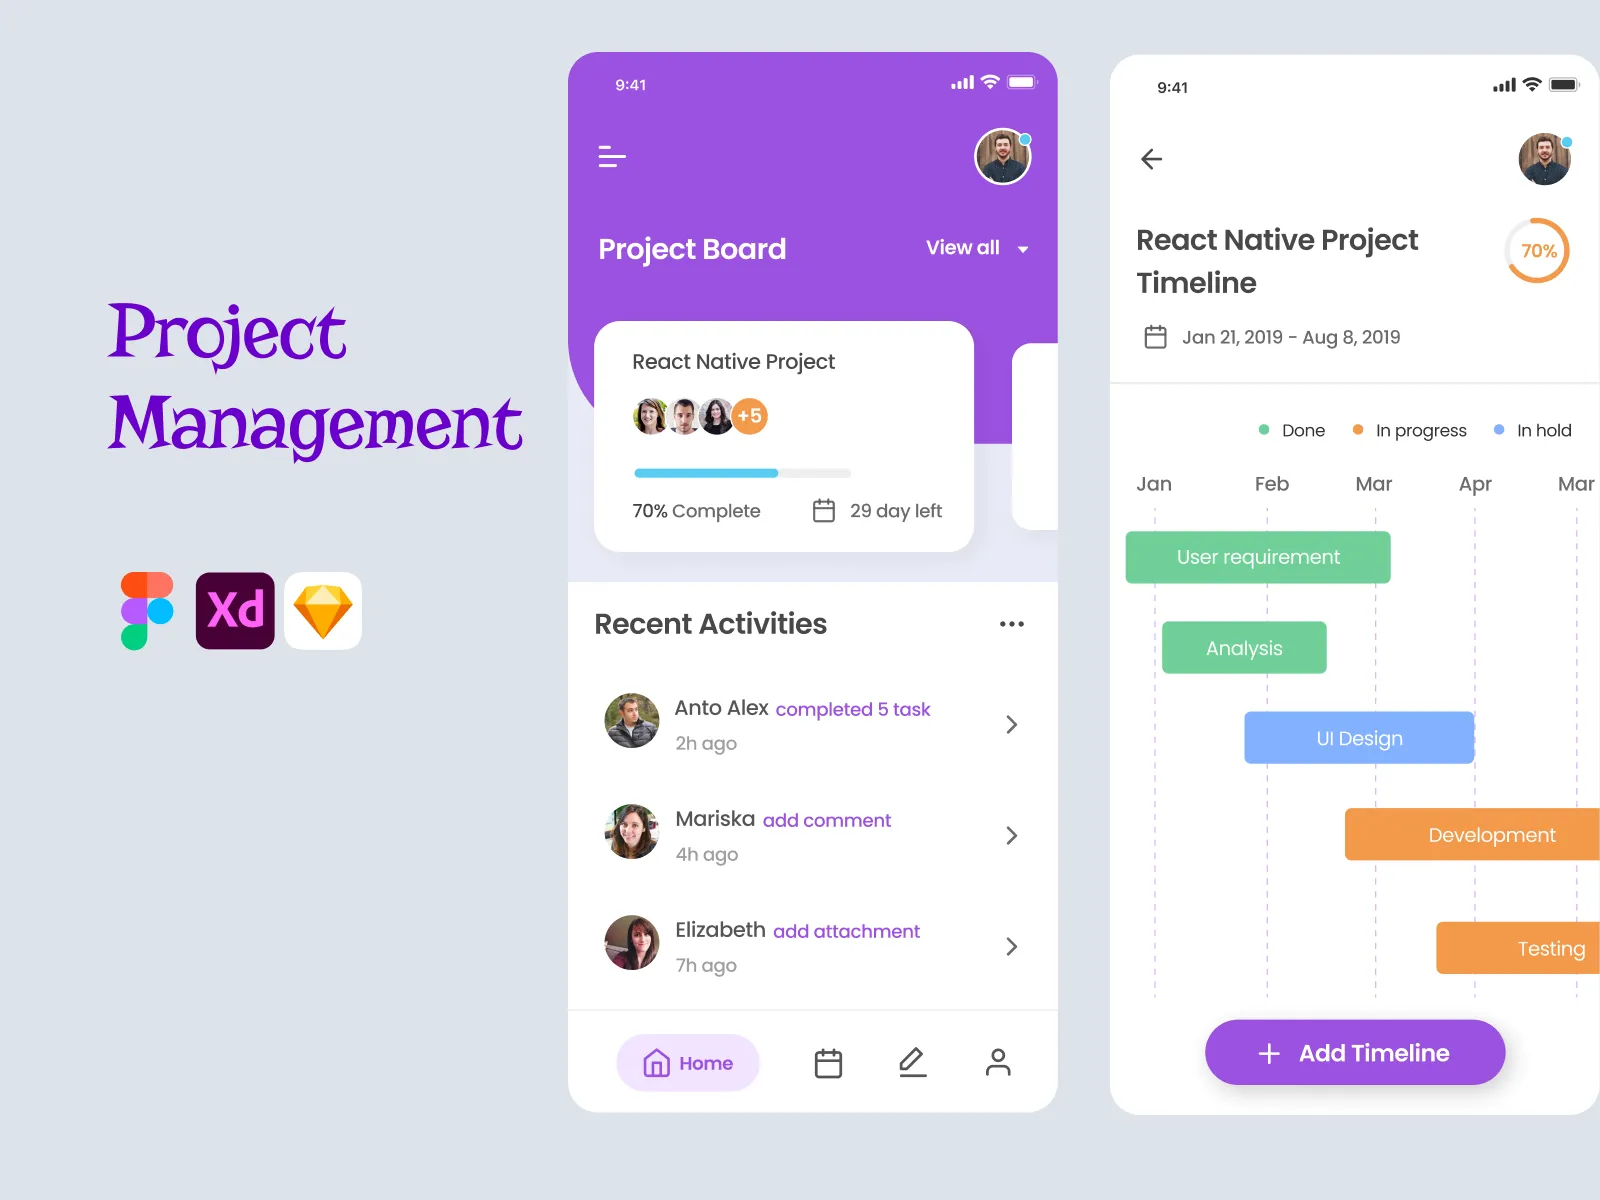 Project
Management
Xd
9:41
Project Board
View all
React Native Project
+5
70% Complete
29 day left
Recent Activities
Anto Alex completed 5 task
2h ago
Mariska add comment
4h ago
Elizabeth add attachment
7h ago
Home
9:41
React Native Project
Timeline
70%
Jan 21, 2019 - Aug 8, 2019
Done
In progress
In hold
Jan
Feb
Mar
Apr
Mar
User requirement
Analysis
UI Design
Development
Testing
+ Add Timeline